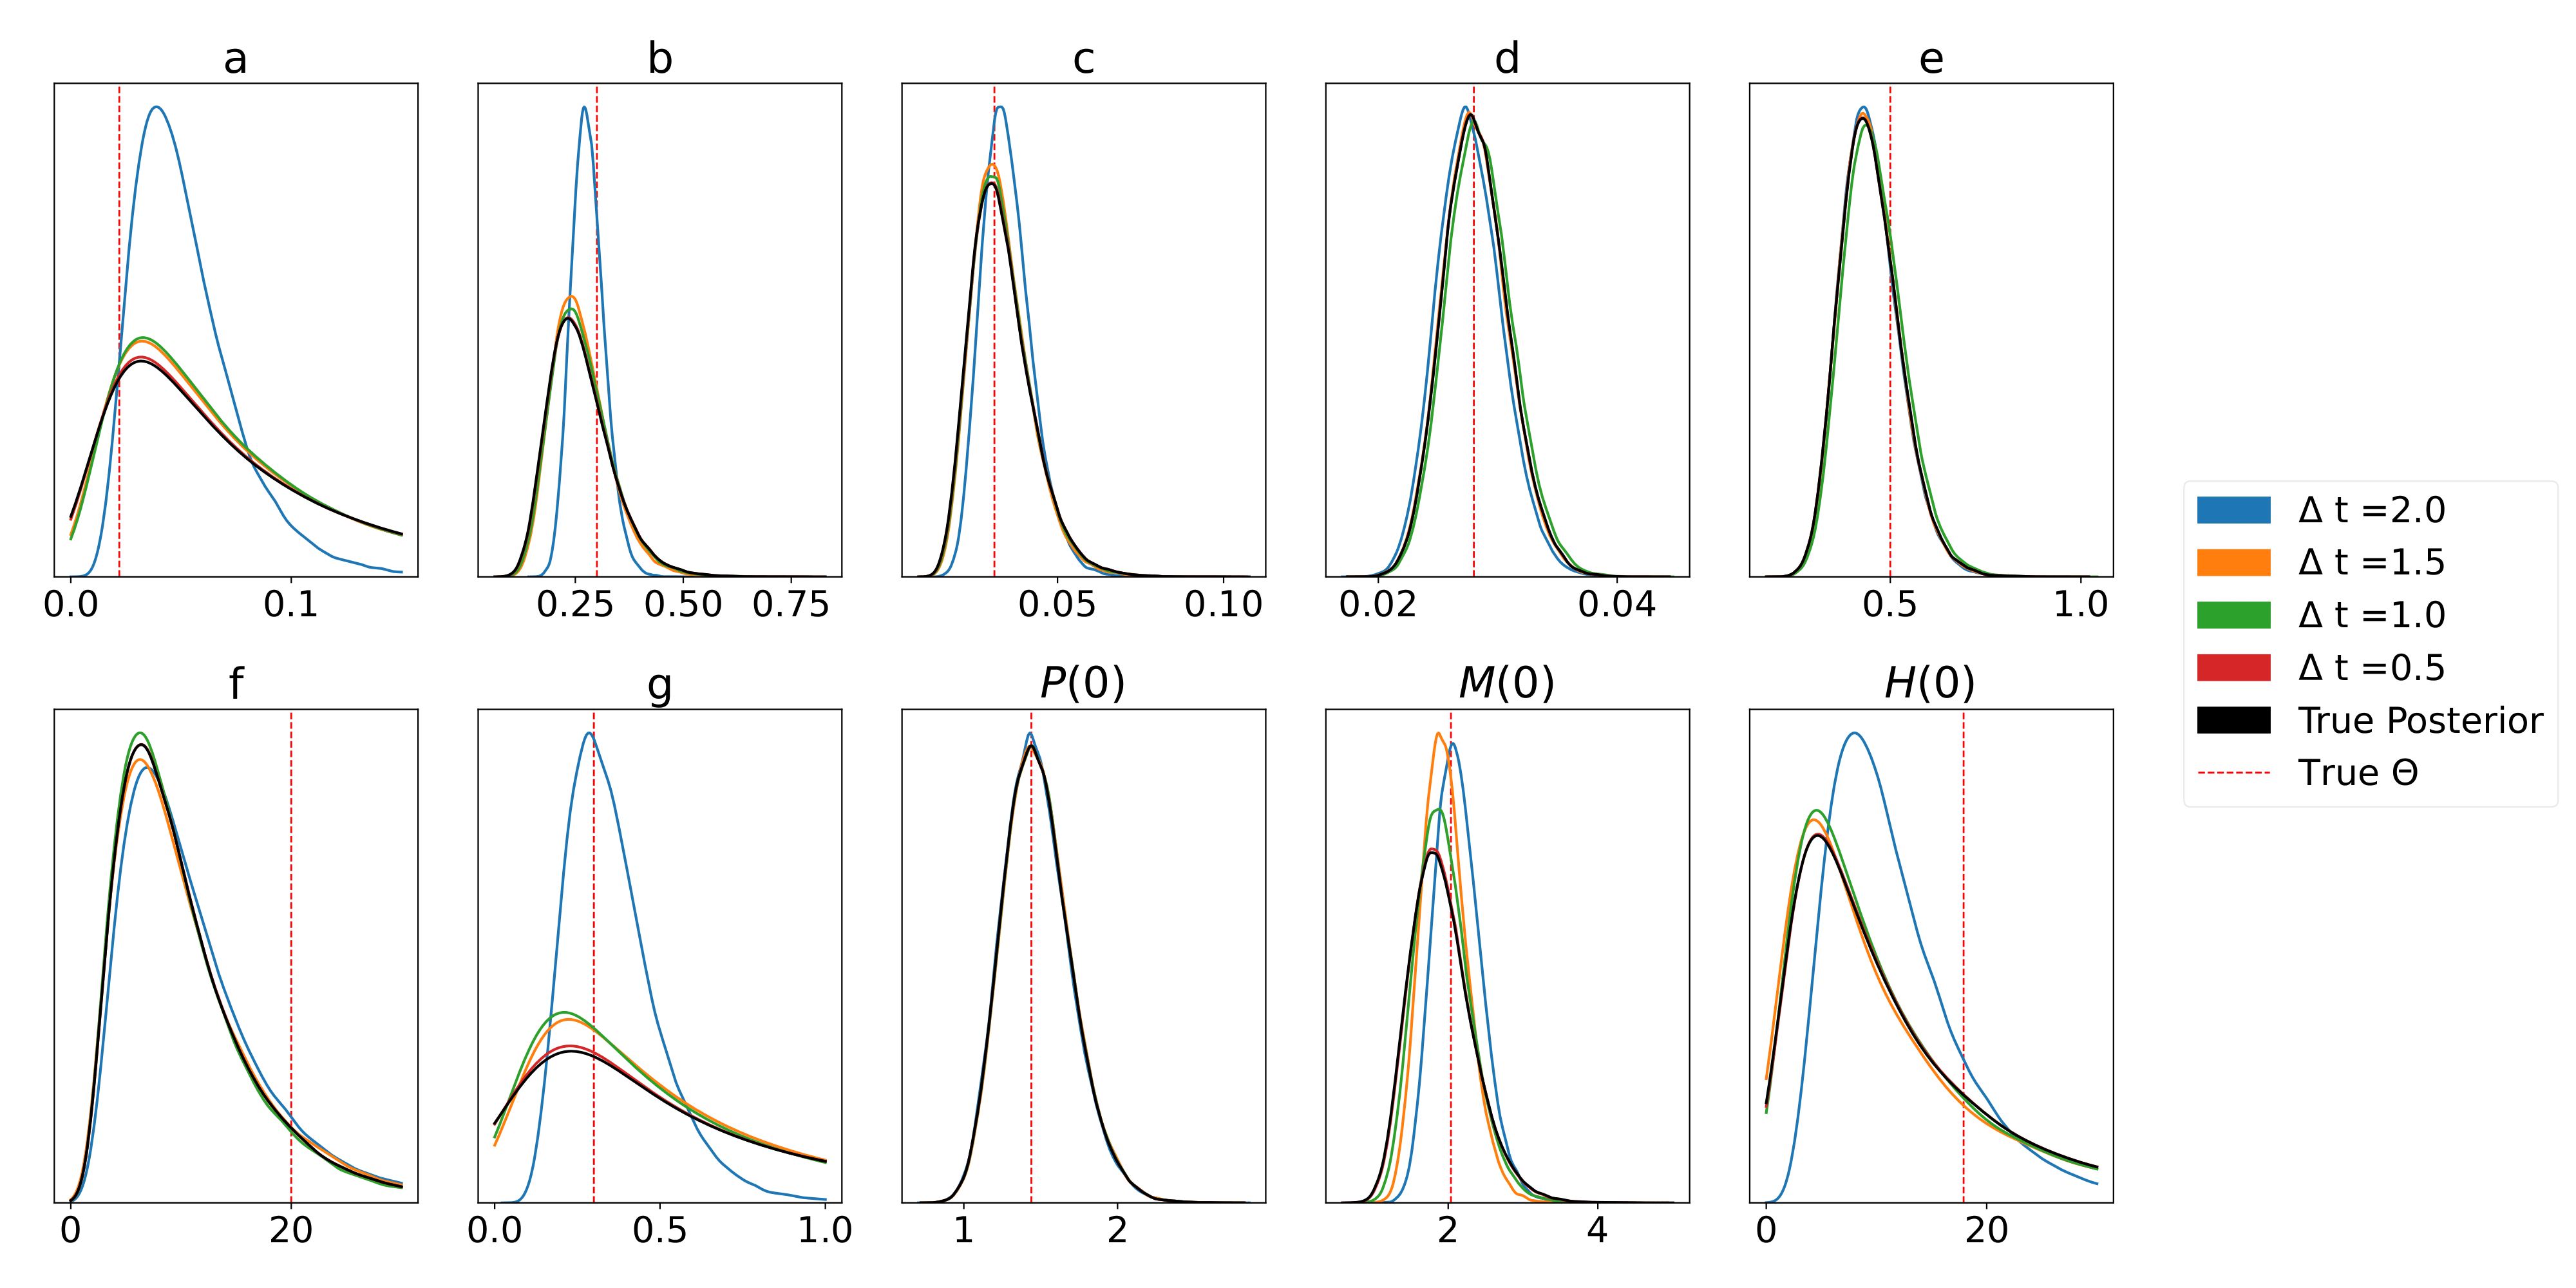 a b c d e
0.0 0.1 0.25 0.50 0.75 0.05 0.10 0.02 0.04 0.5 1.0
f g P(0) M(0) H(0)
0 20 0.0 0.5 1.0 1 2 2 4 0 20
Δ t =2.0
Δ t =1.5
Δ t =1.0
Δ t =0.5
True Posterior
True Θ